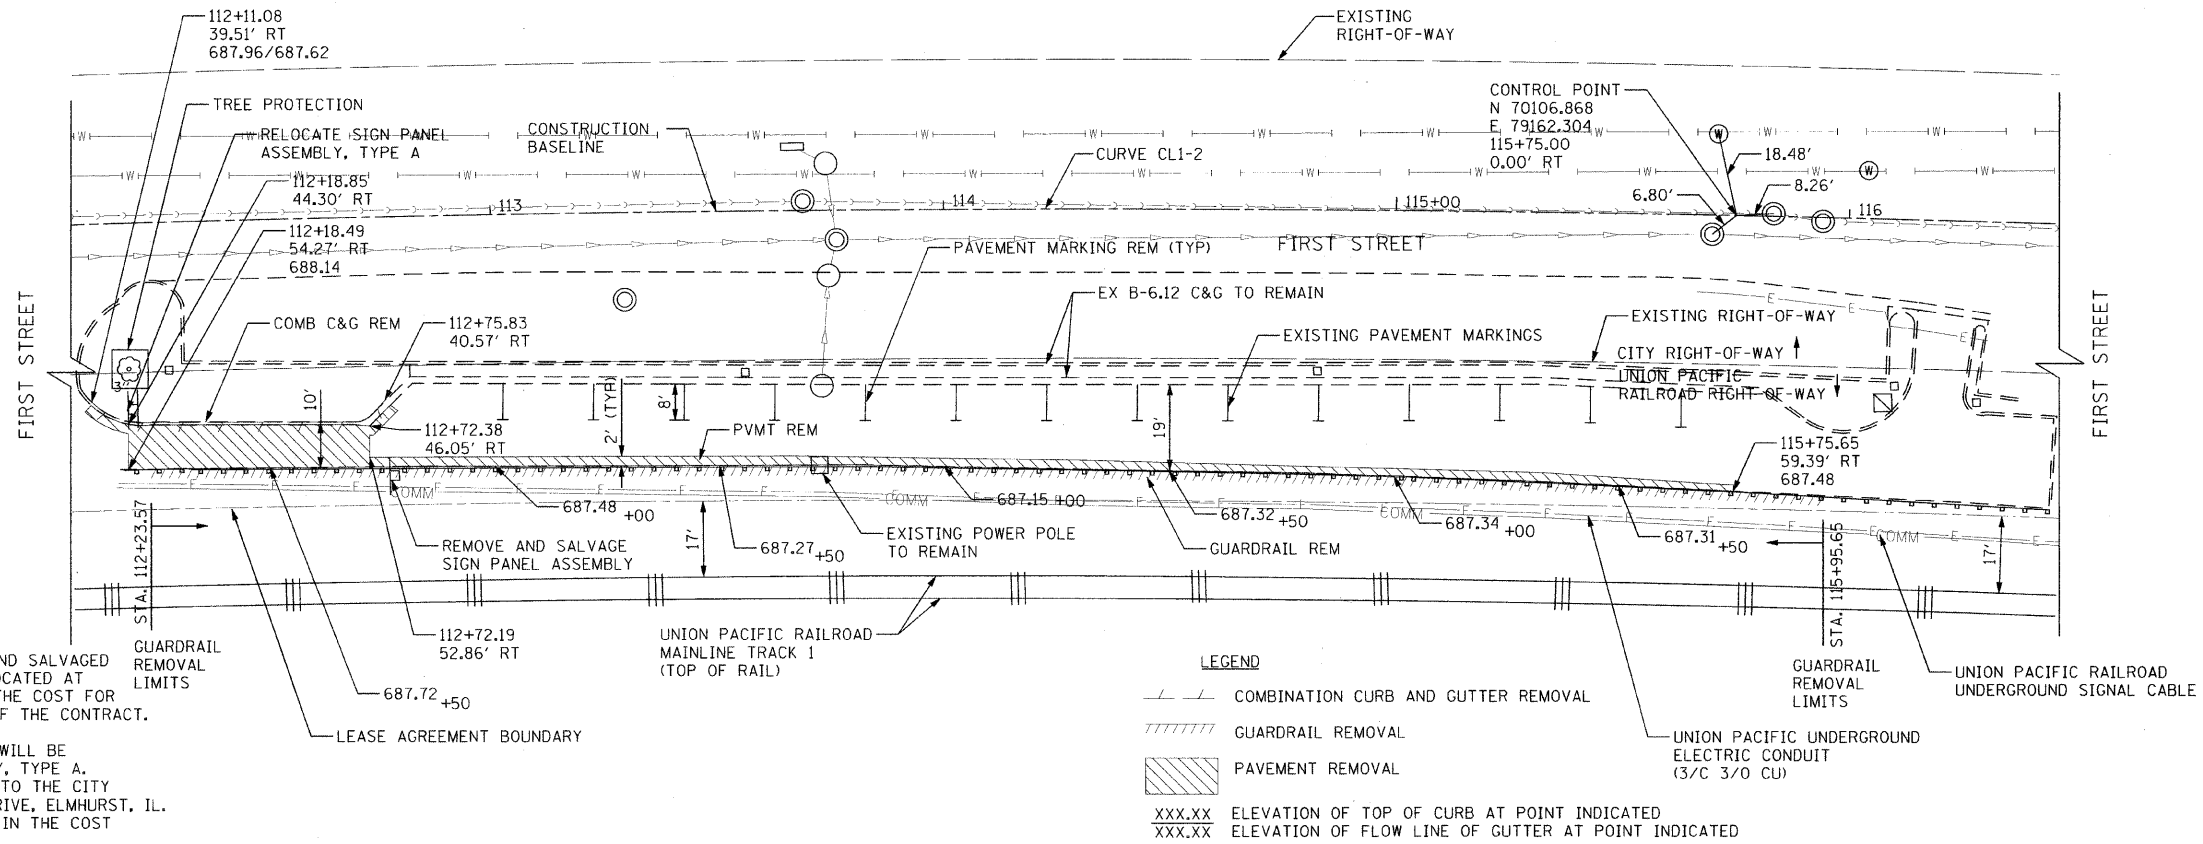 112+11.08
39.51' RT
687.96/687.62
EXISTING
RIGHT-OF-WAY
TREE PROTECTION
RELOCATE SIGN PANEL
ASSEMBLY, TYPE A
CONSTRUCTION
BASELINE
CURVE CL1-2
CONTROL POINT
N 70106.868
E 79162.304
115+75.00
0.00' RT
18.48'
8.26'
6.80'
112+18.85
44.30' RT
112+18.49
54.27' RT
688.14
113
114
115+00
116
W W W W W W W W W W
W W W W W W W W W W W
W
W
PAVEMENT MARKING REM (TYP)
FIRST STREET
FIRST STREET
FIRST STREET
COMB C&G REM
112+75.83
40.57' RT
EX B-6.12 C&G TO REMAIN
EXISTING PAVEMENT MARKINGS
EXISTING RIGHT-OF-WAY
CITY RIGHT-OF-WAY
UNION PACIFIC
RAILROAD RIGHT-OF-WAY
E E E
3'
10'
2' (TYP)
8'
19'
112+72.38
46.05' RT
PVMT REM
115+75.65
59.39' RT
687.48
COMM
COMM
COMM
COMM
687.48 +00
687.15 +00
687.32 +50
687.34 +00
687.31 +50
687.27 +50
687.72 +50
REMOVE AND SALVAGE
SIGN PANEL ASSEMBLY
EXISTING POWER POLE
TO REMAIN
GUARDRAIL REM
17'
17'
STA. 112+23.57
STA. 115+95.65
GUARDRAIL
REMOVAL
LIMITS
112+72.19
52.86' RT
UNION PACIFIC RAILROAD
MAINLINE TRACK 1
(TOP OF RAIL)
LEASE AGREEMENT BOUNDARY
GUARDRAIL
REMOVAL
LIMITS
UNION PACIFIC RAILROAD
UNDERGROUND SIGNAL CABLE
UNION PACIFIC UNDERGROUND
ELECTRIC CONDUIT
(3/C 3/0 CU)
ND SALVAGED
OCATED AT
THE COST FOR
F THE CONTRACT.
WILL BE
Y, TYPE A.
TO THE CITY
RIVE, ELMHURST, IL.
IN THE COST
LEGEND
COMBINATION CURB AND GUTTER REMOVAL
GUARDRAIL REMOVAL
PAVEMENT REMOVAL
XXX.XX ELEVATION OF TOP OF CURB AT POINT INDICATED
XXX.XX ELEVATION OF FLOW LINE OF GUTTER AT POINT INDICATED